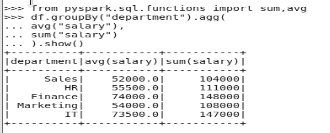 >>> from pyspark.sql.functions import sum,avg
>>> df.groupBy("department").agg(
... avg("salary"),
... sum("salary")
... ).show()
+----------+-----------+-----------+
|department|avg(salary)|sum(salary)|
+----------+-----------+-----------+
|     Sales|    52000.0|     104000|
|        HR|    55500.0|     111000|
|   Finance|    74000.0|     148000|
| Marketing|    54000.0|     108000|
|        IT|    73500.0|     147000|
+----------+-----------+-----------+